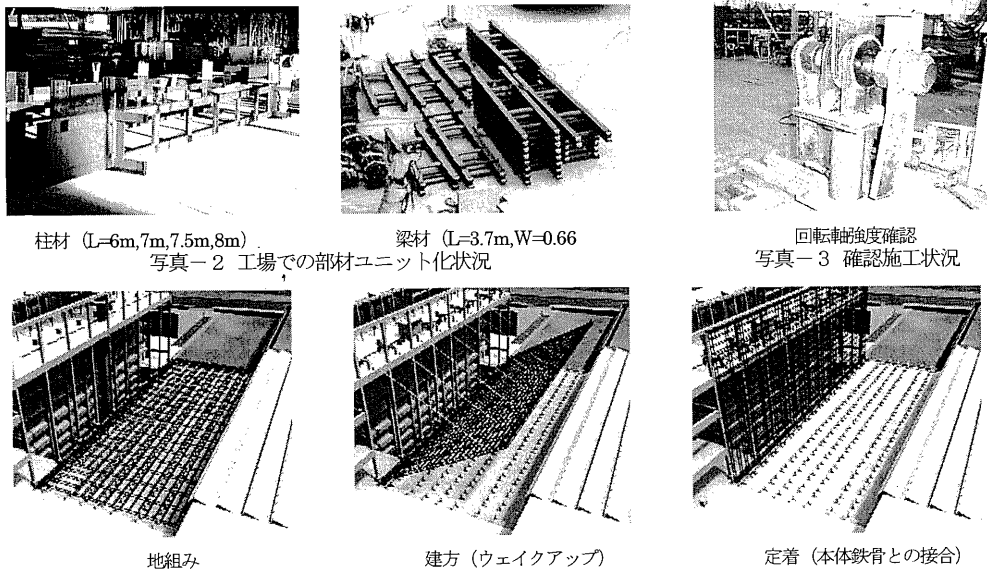 柱材（L=6m,7m,7.5m,8m）
梁材（L=3.7m,W=0.66
回転軸強度確認
写真－2 工場での部材ユニット化状況
写真－3 確認施工状況
地組み
建方（ウェイクアップ）
定着（本体鉄骨との接合）